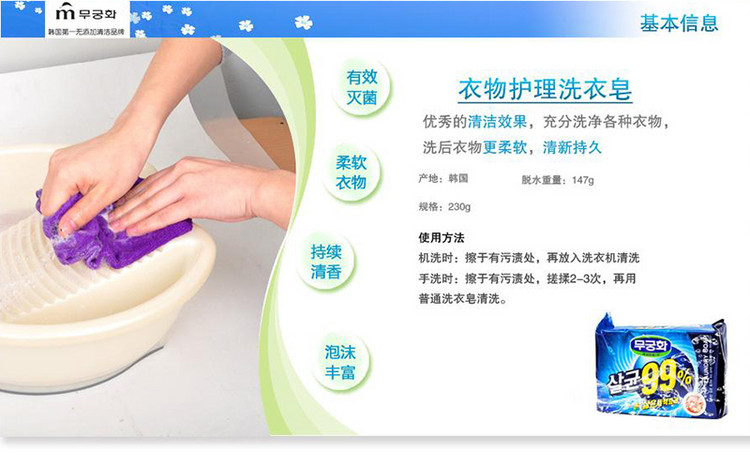 무궁화
韩国第一无添加清洁品牌
基本信息
有效
灭菌
柔软
衣物
持续
清香
泡沫
丰富
衣物护理洗衣皂
优秀的清洁效果，充分洗净各种衣物，
洗后衣物更柔软，清新持久
产地：韩国 脱水重量：147g
规格：230g
使用方法
机洗时：擦于有污渍处，再放入洗衣机清洗
手洗时：擦于有污渍处，搓揉2-3次，再用
普通洗衣皂清洗。
무궁화
살균99%